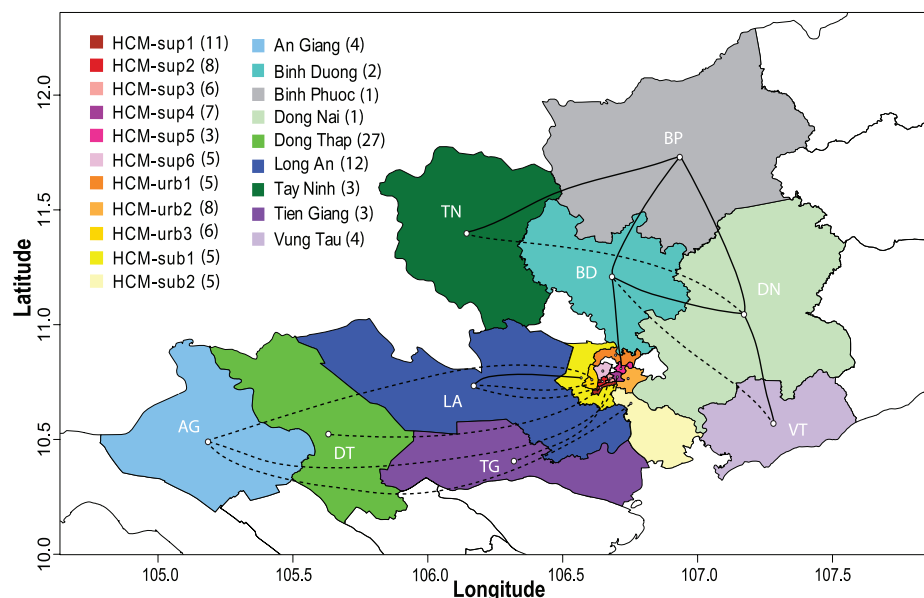 HCM-sup1 (11)
HCM-sup2 (8)
HCM-sup3 (6)
HCM-sup4 (7)
HCM-sup5 (3)
HCM-sup6 (5)
HCM-urb1 (5)
HCM-urb2 (8)
HCM-urb3 (6)
HCM-sub1 (5)
HCM-sub2 (5)
An Giang (4)
Binh Duong (2)
Binh Phuoc (1)
Dong Nai (1)
Dong Thap (27)
Long An (12)
Tay Ninh (3)
Tien Giang (3)
Vung Tau (4)
BP
TN
BD
DN
LA
AG
DT
TG
VT
Latitude
12.0
11.5
11.0
10.5
10.0
105.0 105.5 106.0 106.5 107.0 107.5
Longitude